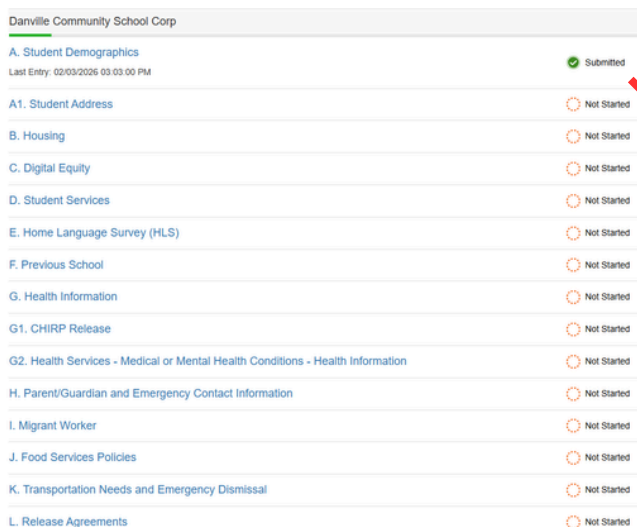 Danville Community School Corp
A. Student Demographics
Last Entry: 02/03/2026 03:03:00 PM
Submitted
A1. Student Address
Not Started
B. Housing
Not Started
C. Digital Equity
Not Started
D. Student Services
Not Started
E. Home Language Survey (HLS)
Not Started
F. Previous School
Not Started
G. Health Information
Not Started
G1. CHIRP Release
Not Started
G2. Health Services - Medical or Mental Health Conditions - Health Information
Not Started
H. Parent/Guardian and Emergency Contact Information
Not Started
I. Migrant Worker
Not Started
J. Food Services Policies
Not Started
K. Transportation Needs and Emergency Dismissal
Not Started
L. Release Agreements
Not Started